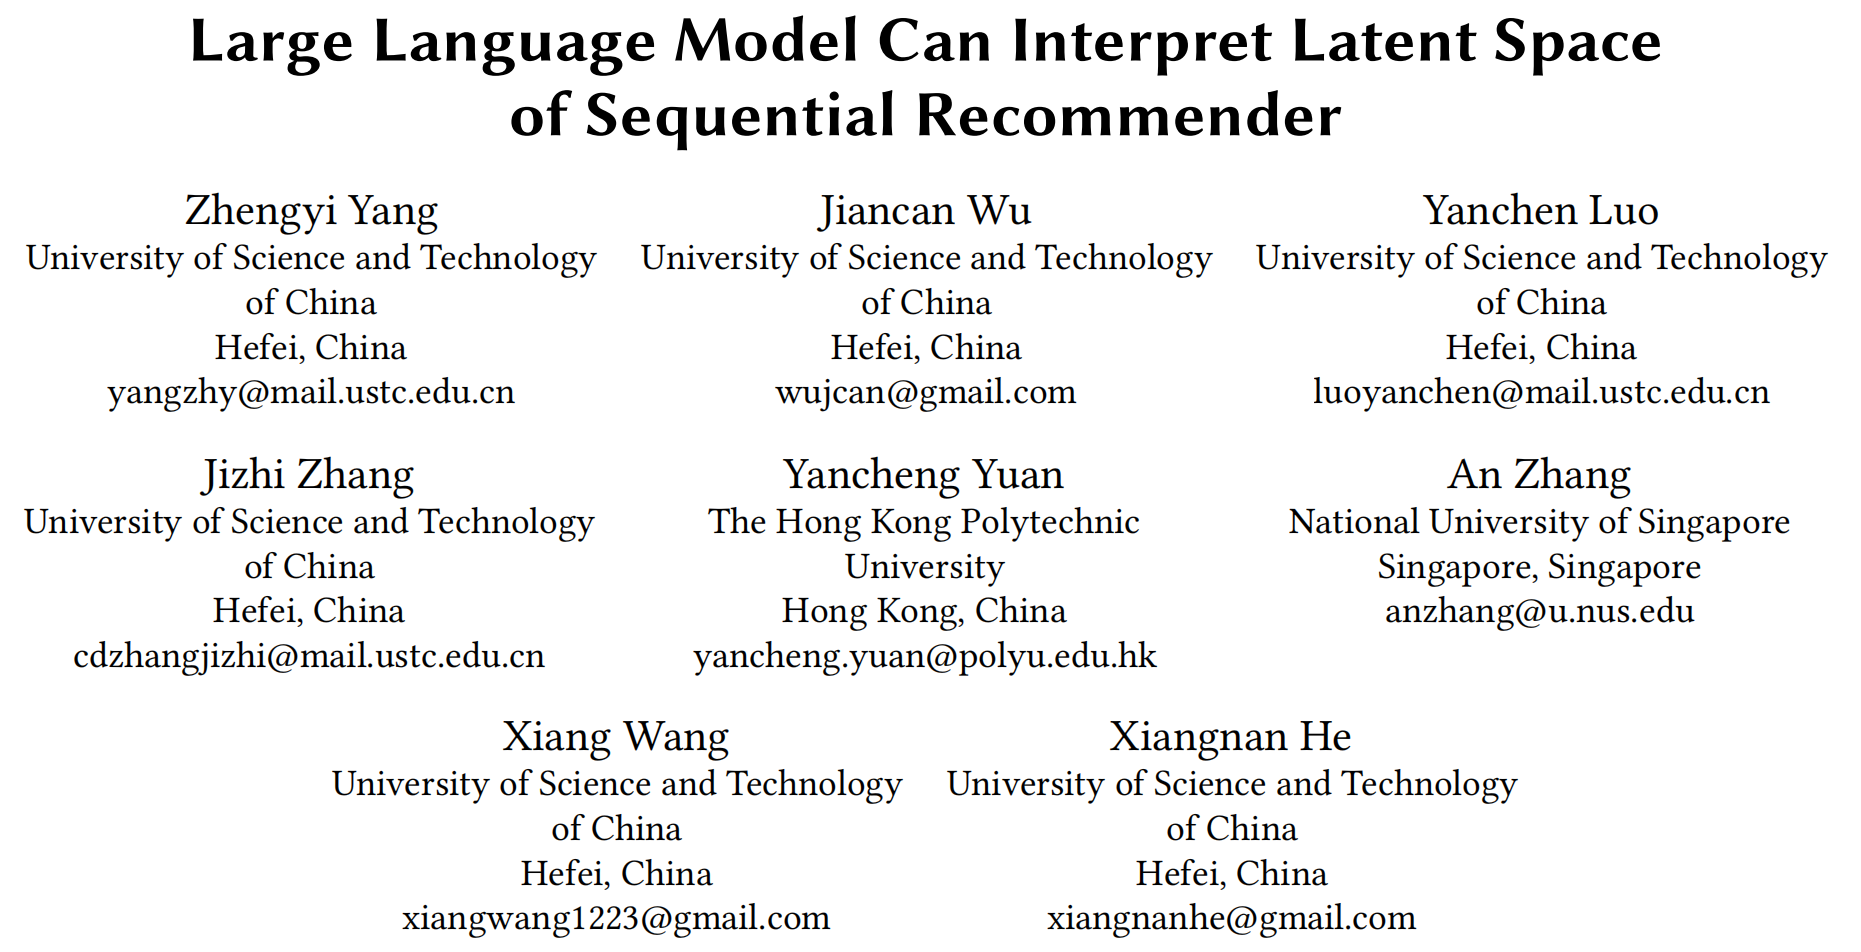 Large Language Model Can Interpret Latent Space
of Sequential Recommender
Zhengyi Yang
University of Science and Technology
of China
Hefei, China
yangzhy@mail.ustc.edu.cn
Jiancan Wu
University of Science and Technology
of China
Hefei, China
wujcan@gmail.com
Yanchen Luo
University of Science and Technology
of China
Hefei, China
luoyanchen@mail.ustc.edu.cn
Jizhi Zhang
University of Science and Technology
of China
Hefei, China
cdzhangjizhi@mail.ustc.edu.cn
Yancheng Yuan
The Hong Kong Polytechnic
University
Hong Kong, China
yancheng.yuan@polyu.edu.hk
An Zhang
National University of Singapore
Singapore, Singapore
anzhang@u.nus.edu
Xiang Wang
University of Science and Technology
of China
Hefei, China
xiangwang1223@gmail.com
Xiangnan He
University of Science and Technology
of China
Hefei, China
xiangnanhe@gmail.com